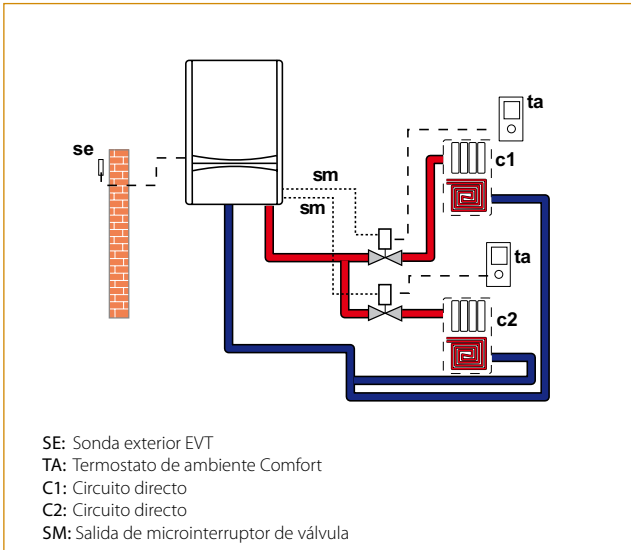 ta
se
c1
sm
sm
ta
c2
SE: Sonda exterior EVT
TA: Termostato de ambiente Comfort
C1: Circuito directo
C2: Circuito directo
SM: Salida de microinterruptor de válvula